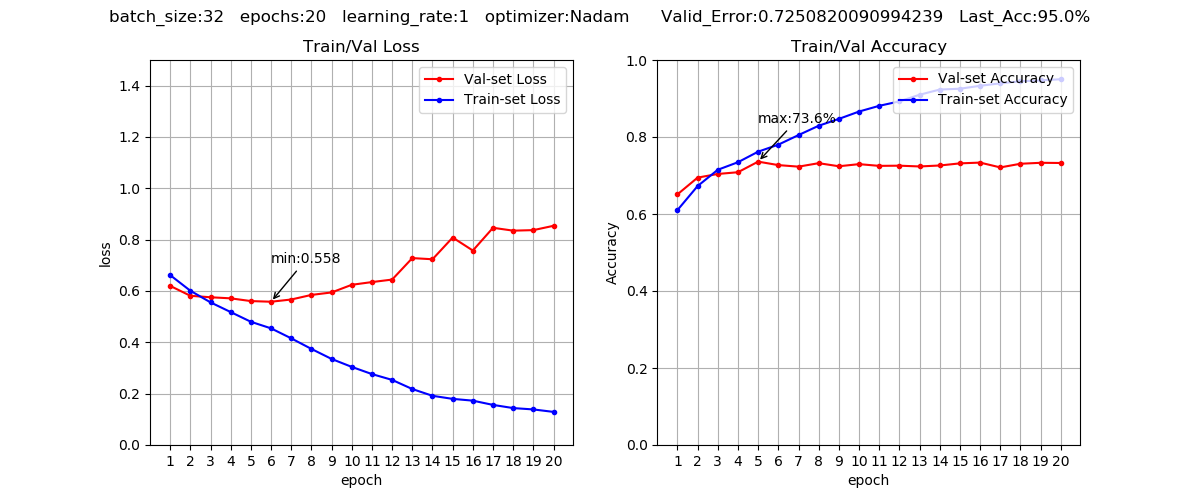 batch_size:32 epochs:20 learning_rate:1 optimizer:Nadam Valid_Error:0.7250820090994239 Last_Acc:95.0%
Train/Val Loss
1.4
1.2
1.0
0.8
0.6
0.4
0.2
0.0
loss
Val-set Loss
Train-set Loss
min:0.558
1 2 3 4 5 6 7 8 9 10 11 12 13 14 15 16 17 18 19 20
epoch
Train/Val Accuracy
1.0
0.8
0.6
0.4
0.2
0.0
Accuracy
Val-set Accuracy
Train-set Accuracy
max:73.6%
1 2 3 4 5 6 7 8 9 10 11 12 13 14 15 16 17 18 19 20
epoch